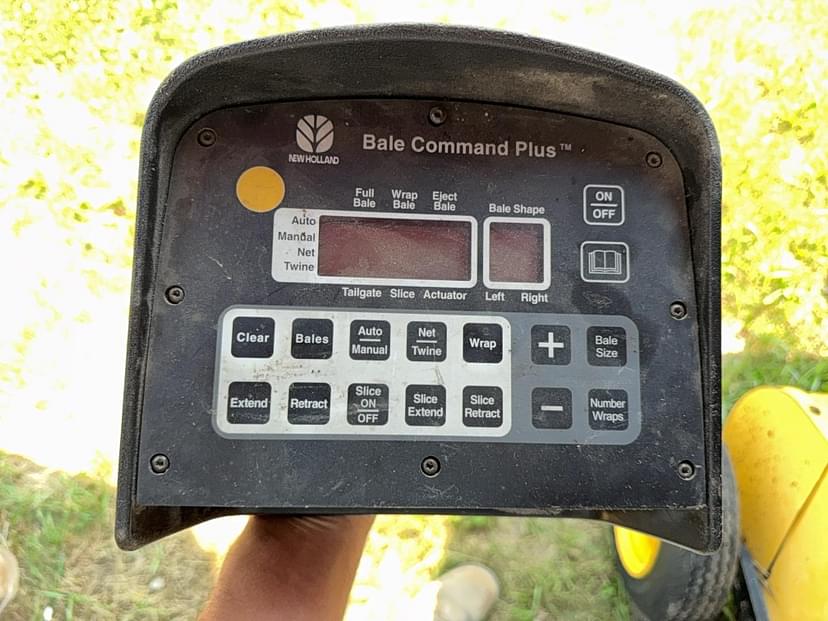 NEW HOLLAND
Bale Command Plus™
Full Bale
Wrap Bale
Eject Bale
Bale Shape
Auto
Manual
Net
Twine
Tailgate Slice Actuator
Left Right
ON
OFF
Clear
Bales
Auto
Manual
Net
Twine
Wrap
+
Bale
Size
Extend
Retract
Slice
ON
OFF
Slice
Extend
Slice
Retract
−
Number
Wraps